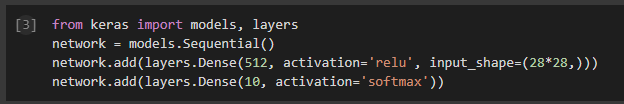 [3] from keras import models, layers
network = models.Sequential()
network.add(layers.Dense(512, activation='relu', input_shape=(28*28,)))
network.add(layers.Dense(10, activation='softmax'))